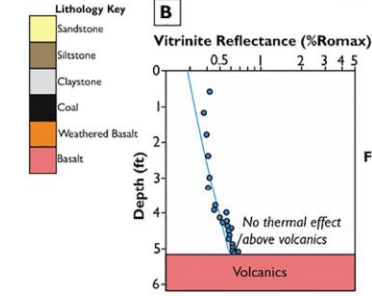 Lithology Key
Sandstone
Siltstone
Claystone
Coal
Weathered Basalt
Basalt
B
Vitrinite Reflectance (%Romax)
0.5 1 2 3 4 5
Depth (ft)
0
1
2
3
4
5
6
No thermal effect
above volcanics
Volcanics
F